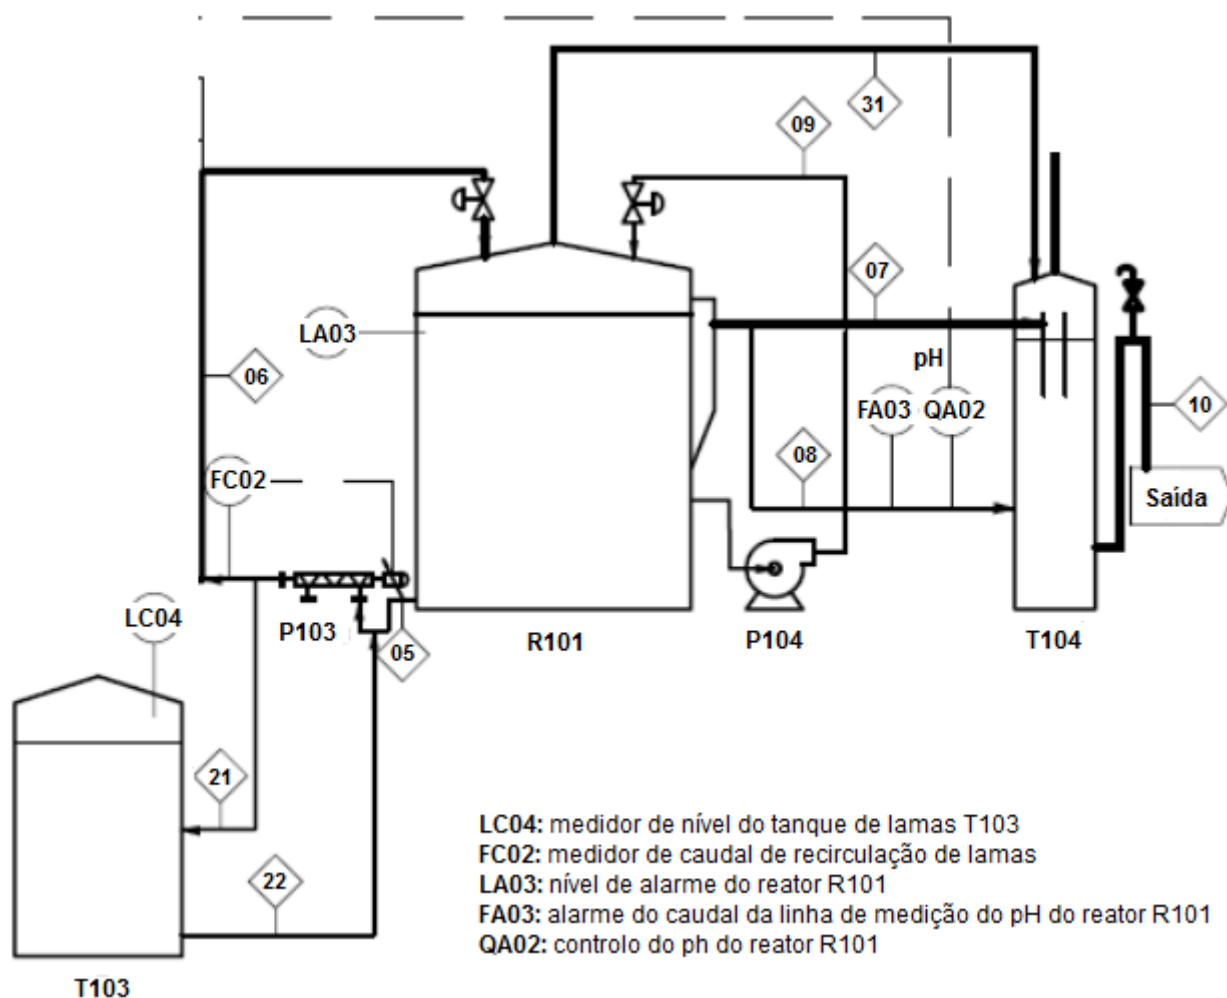 31
09
07
LA03
06
pH
FA03
QA02
10
FC02
08
Saída
LC04
P103
05
R101
P104
T104
21
22
T103
LC04: medidor de nível do tanque de lamas T103
FC02: medidor de caudal de recirculação de lamas
LA03: nível de alarme do reator R101
FA03: alarme do caudal da linha de medição do pH do reator R101
QA02: controlo do ph do reator R101